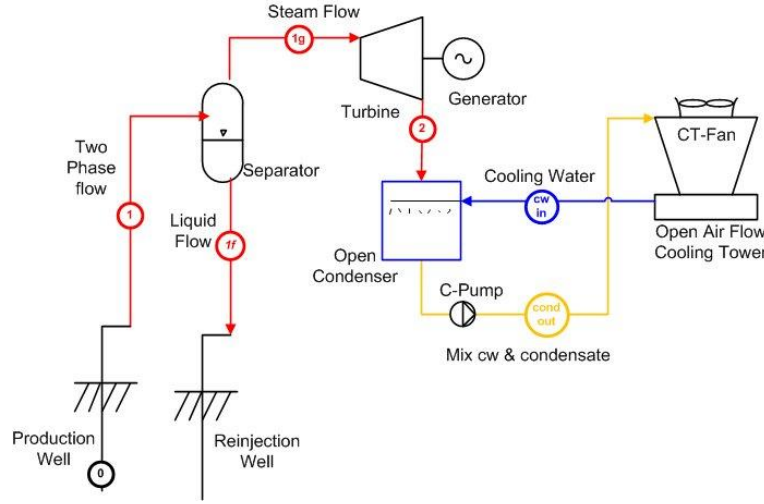 Steam Flow
1g
Turbine
Generator
2
CT-Fan
Two
Phase
flow
Separator
Cooling Water
cw
in
1
Liquid
Flow
1f
Open
Condenser
Open Air Flow
Cooling Tower
C-Pump
cond
out
Mix cw & condensate
Production
Well
0
Reinjection
Well